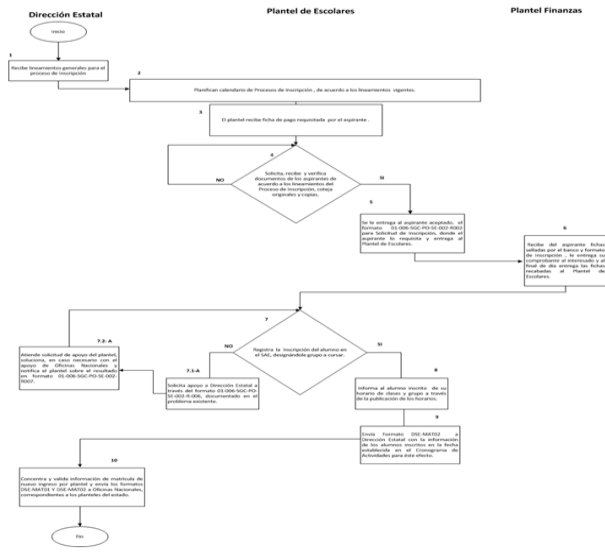 Dirección Estatal
Plantel de Escolares
Plantel Finanzas
Inicio
1
Recibe lineamientos generales para el
proceso de inscripción
2
Planifican calendario de Procesos de Inscripción , de acuerdo a los lineamientos vigentes.
3
El plantel recibe ficha de pago requisitada por el aspirante .
4
Solicita, recibe y verifica
documentos de los aspirantes de
acuerdo a los lineamientos del
Proceso de Inscripción, coteja
originales y copias.
NO
SI
5
Se le entrega al aspirante aceptado, el
formato 01-006-SGC-PO-SE-002-R002
para Solicitud de Inscripción, donde el
aspirante lo requisita y entrega al
Plantel de Escolares.
6
Recibe del aspirante fichas
selladas por el banco y formato
de inscripción , le entrega su
comprobante al interesado y al
final de día entrega las fichas
recabadas al Plantel de
Escolares.
7
Registra la inscripción del alumno en
el SAE, designándole grupo a cursar.
NO
SI
7.2- A
Atiende solicitud de apoyo del plantel,
soluciona, en caso necesario con el
apoyo de Oficinas Nacionales y
notifica al plantel sobre el resultado
en formato 01-006-SGC-PO-SE-002-
R007.
7.1-A
Solicita apoyo a Dirección Estatal a
través del formato 01-006-SGC-PO-
SE-002-R-006, documentado en el
problema existente.
8
Informa al alumno inscrito de su
horario de clases y grupo a través
de la publicación de los horarios.
9
Envía Formato DSE-MAT02 a
Dirección Estatal con la información
de los alumnos inscritos en la fecha
establecida en el Cronograma de
Actividades para éste efecto.
10
Concentra y valida información de matrícula de
nuevo ingreso por plantel y envía los formatos
DSE-MAT01 Y DSE-MAT02 a Oficinas Nacionales,
correspondientes a los planteles del estado.
Fin